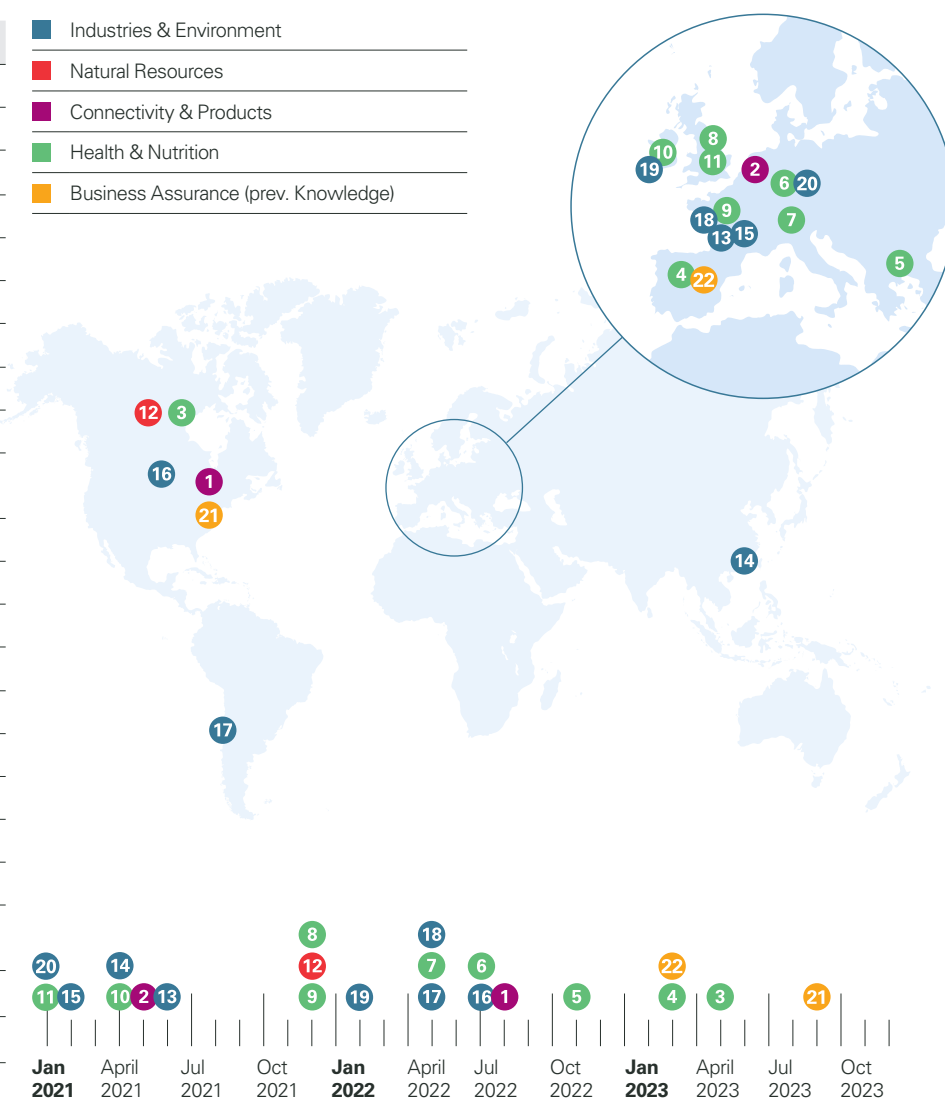 Industries & Environment
Natural Resources
Connectivity & Products
Health & Nutrition
Business Assurance (prev. Knowledge)
8
10
11
19
2
6 20
9
18
7
13 15
5
4
22
12 3
16
1
21
14
17
8 18
20 14 12 22
7 6
11 15 10 2 13 9 19 17 16 1 5 4 3 21
Jan April Jul Oct Jan April Jul Oct Jan April Jul Oct
2021 2021 2021 2021 2022 2022 2022 2022 2023 2023 2023 2023